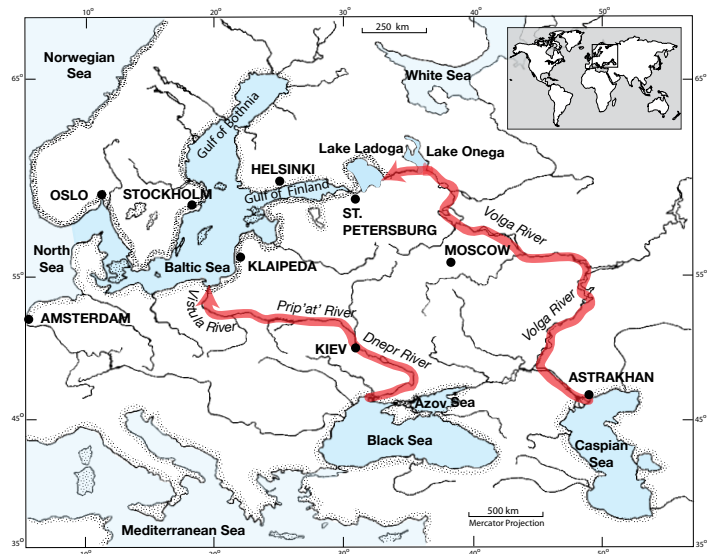 10°
20°
30°
40°
50°
250 km
Norwegian
Sea
65°
65°
White Sea
Gulf of Bothnia
Lake Ladoga
Lake Onega
HELSINKI
OSLO
STOCKHOLM
Gulf of Finland
ST.
PETERSBURG
Volga River
North
Sea
MOSCOW
Baltic Sea
KLAIPEDA
55°
55°
Vistula River
Prip'at' River
Volga River
AMSTERDAM
KIEV
Dnepr River
ASTRAKHAN
Azov Sea
45°
45°
Black Sea
Caspian
Sea
500 km
Mercator Projection
Mediterranean Sea
35°
35°
10°
20°
30°
40°
50°